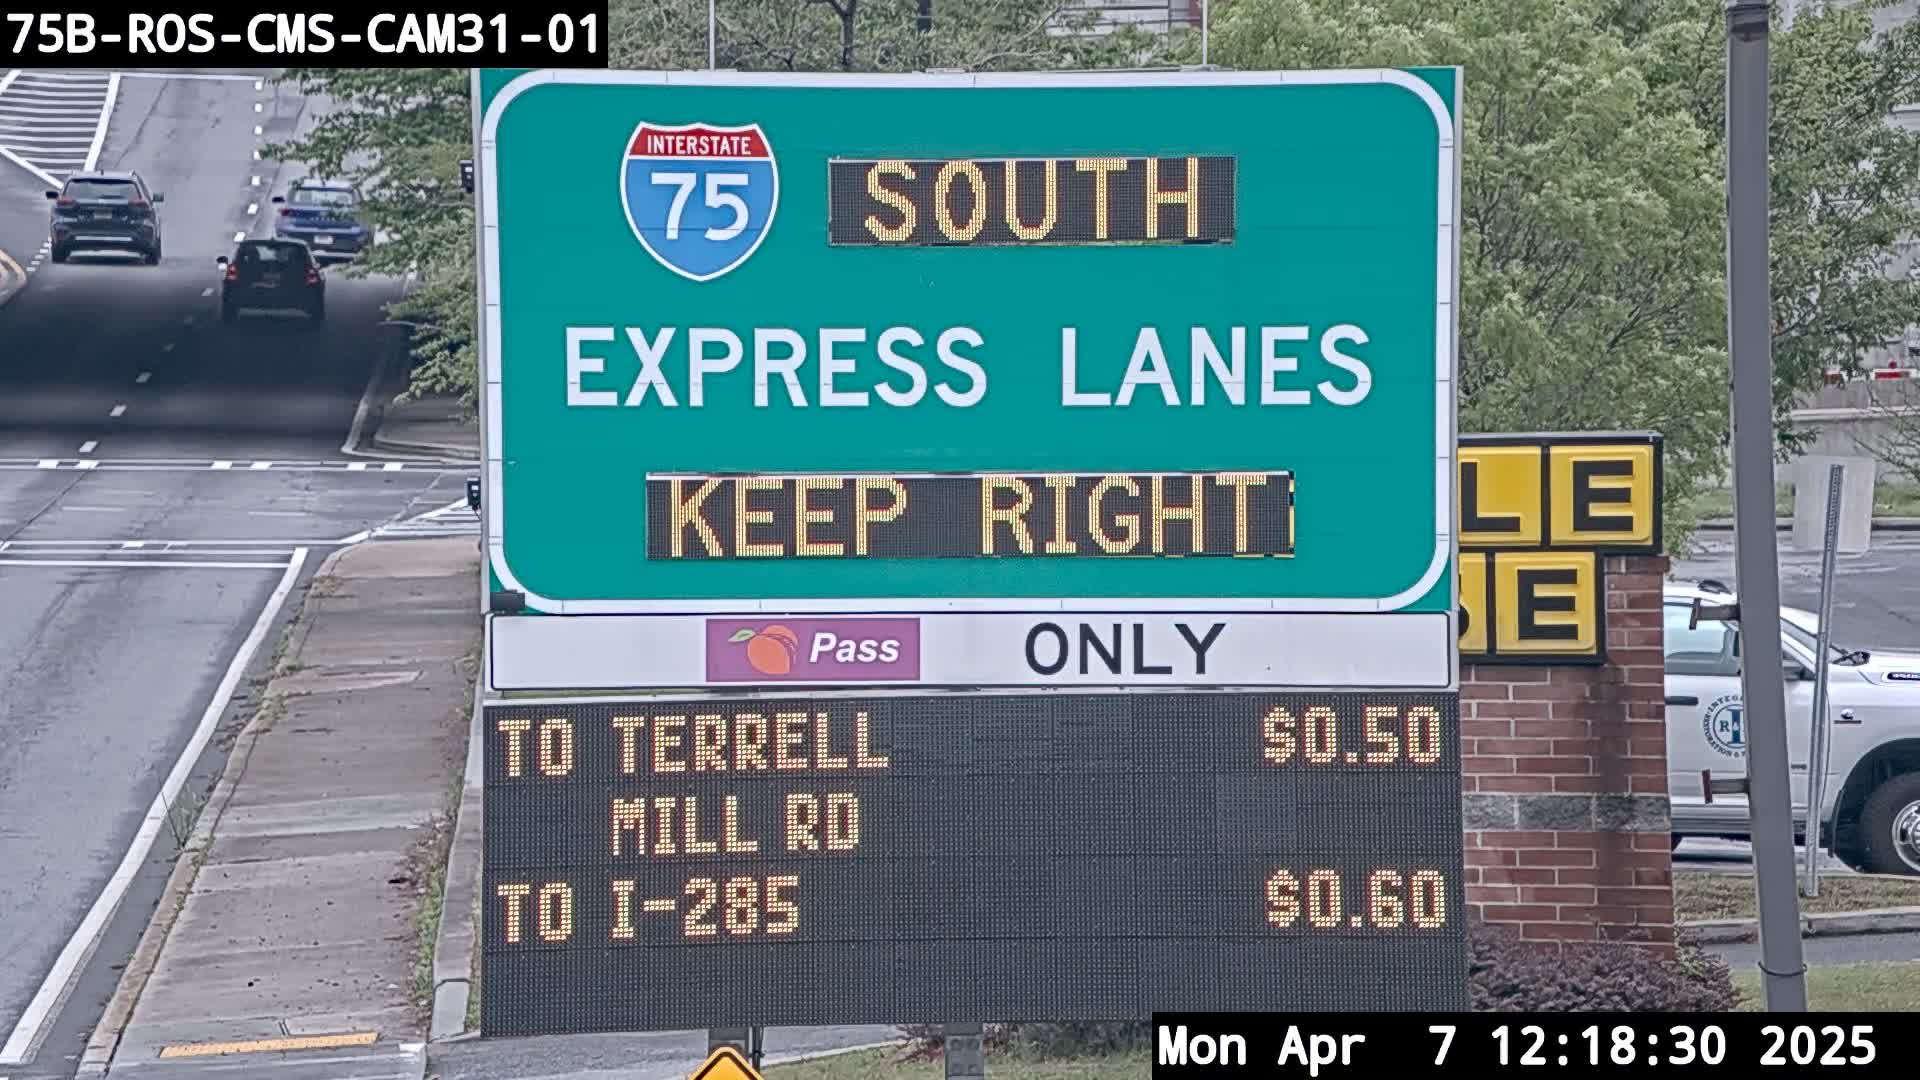 75B-ROS-CMS-CAM31-01
INTERSTATE
75
SOUTH
EXPRESS LANES
KEEP RIGHT
Pass ONLY
TO TERRELL $0.50
MILL RD
TO I-285 $0.60
LE
E
Mon Apr 7 12:18:30 2025